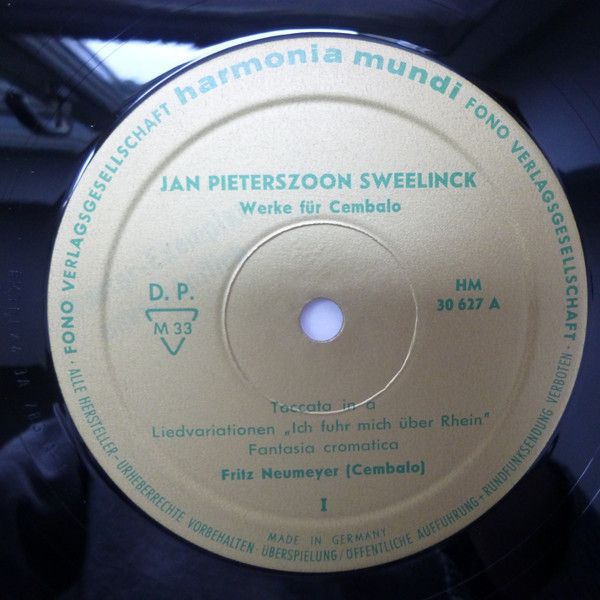 harmonia mundi
FONO VERLAGSGESELLSCHAFT
FONO VERLAGSGESELLSCHAFT
JAN PIETERSZOON SWEELINCK
Werke für Cembalo
D. P.
M 33
HM
30 627 A
Toccata in a
Liedvariationen „Ich fuhr mich über Rhein"
Fantasia cromatica
Fritz Neumeyer (Cembalo)
I
MADE IN GERMANY
· ALLE HERSTELLER- URHEBERRECHTE VORBEHALTEN · ÜBERSPIELUNG/ÖFFENTLICHE AUFFÜHRUNG + RUNDFUNKSENDUNG VERBOTEN ·